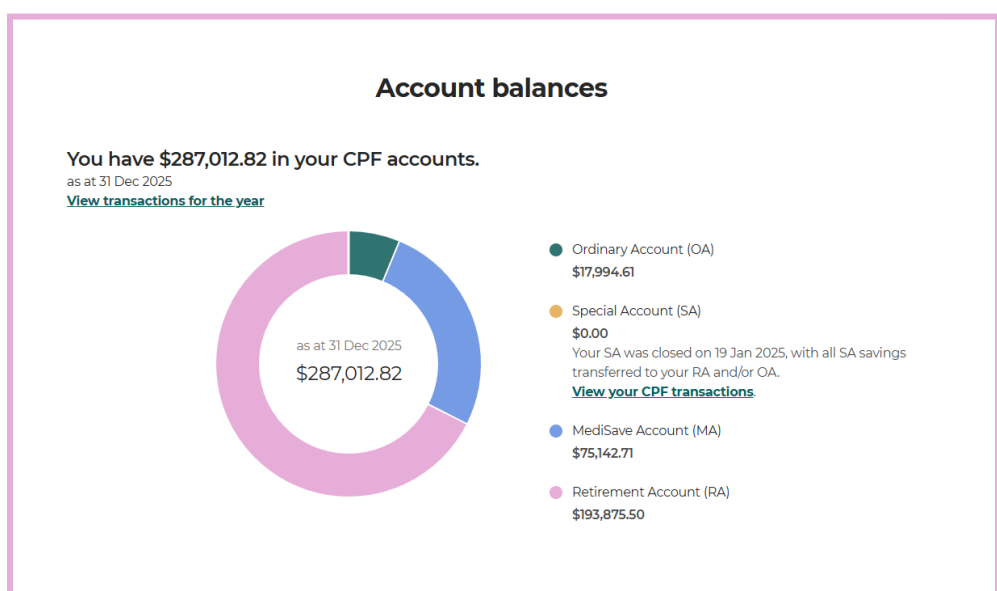 Account balances
You have $287,012.82 in your CPF accounts.
as at 31 Dec 2025
View transactions for the year
as at 31 Dec 2025
$287,012.82
Ordinary Account (OA)
$17,994.61
Special Account (SA)
$0.00
Your SA was closed on 19 Jan 2025, with all SA savings
transferred to your RA and/or OA.
View your CPF transactions.
MediSave Account (MA)
$75,142.71
Retirement Account (RA)
$193,875.50